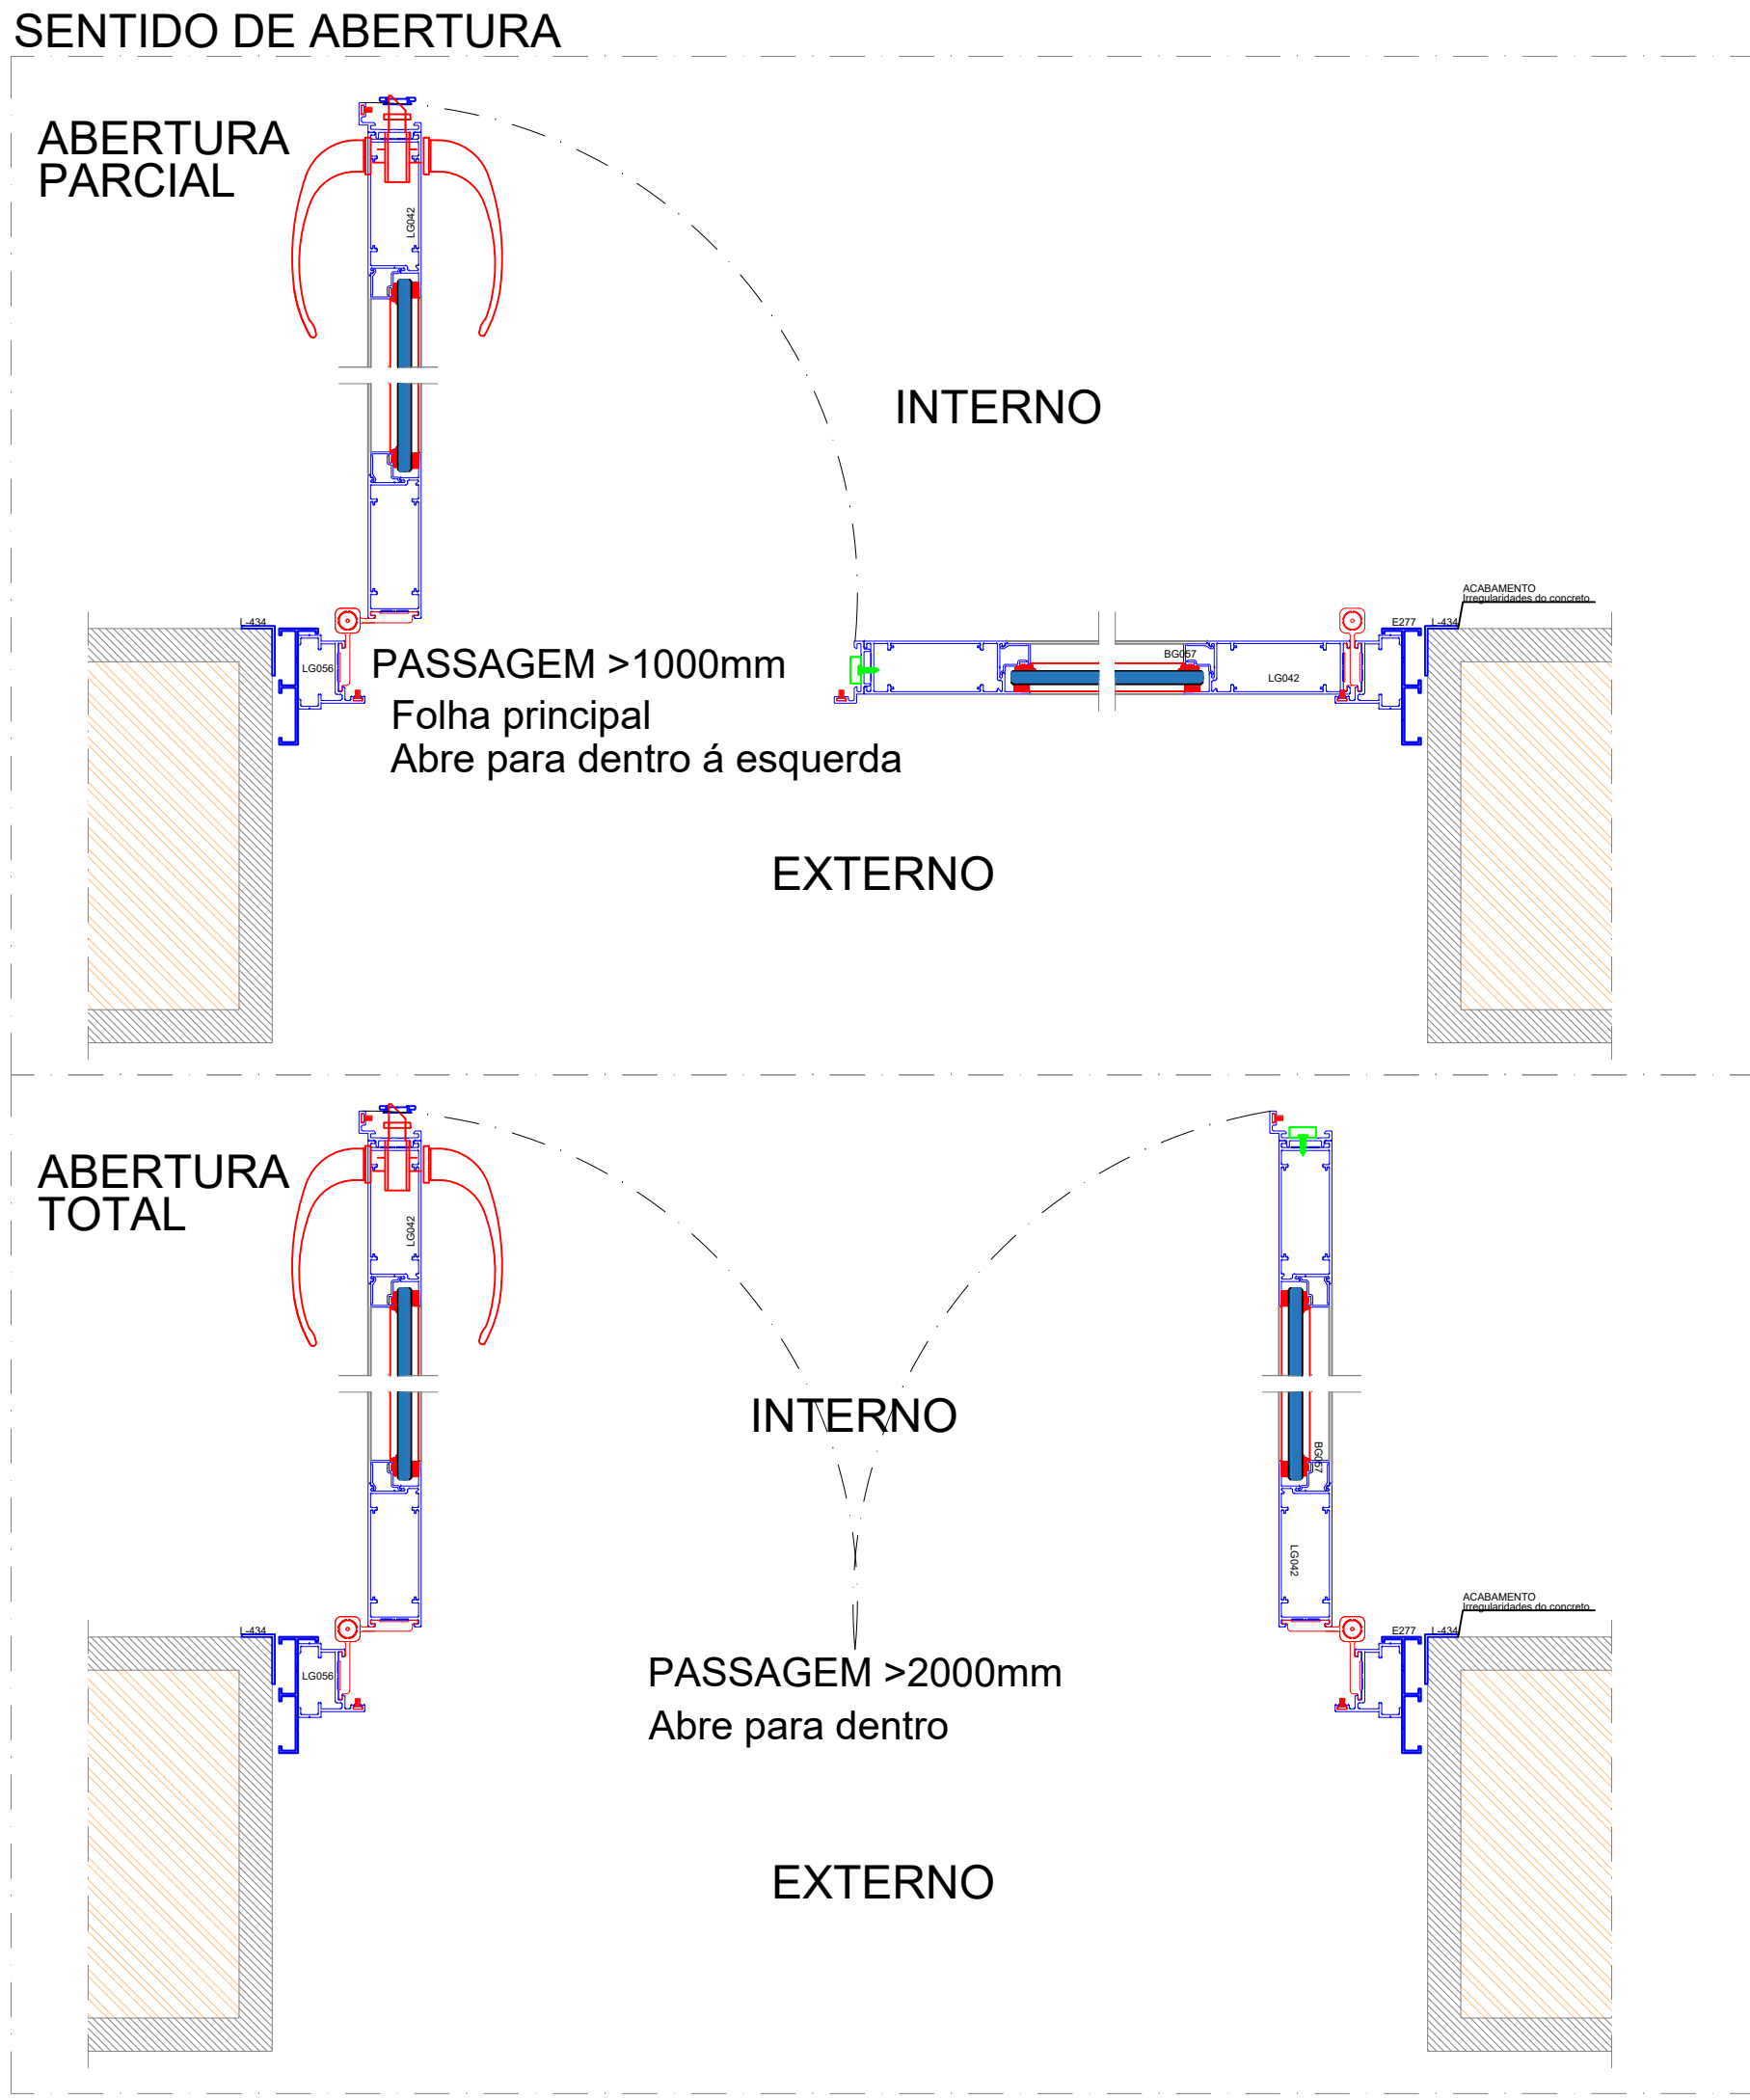 SENTIDO DE ABERTURA
ABERTURA
PARCIAL
LG042
INTERNO
ACABAMENTO
Irregularidades do concreto
L-434
E277
L-434
LG056
PASSAGEM >1000mm
BG057
LG042
Folha principal
Abre para dentro á esquerda
EXTERNO
ABERTURA
TOTAL
LG042
INTERNO
BG057
LG042
ACABAMENTO
Irregularidades do concreto
L-434
E277
L-434
LG056
PASSAGEM >2000mm
Abre para dentro
EXTERNO